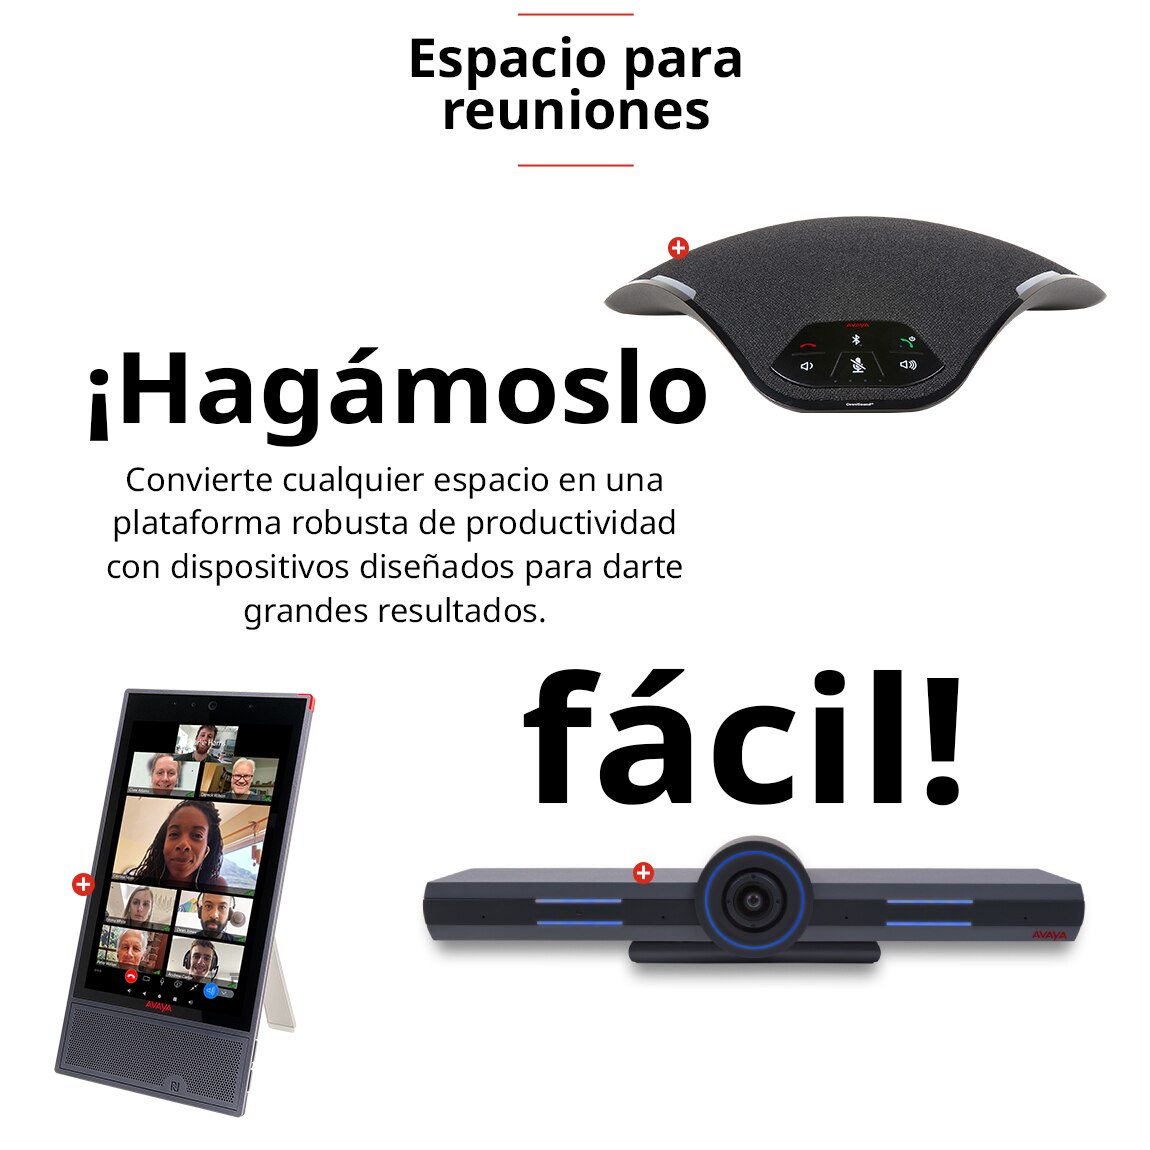 Espacio para
reuniones
AVAYA
OmniSound®
¡Hagámoslo
Convierte cualquier espacio en una
plataforma robusta de productividad
con dispositivos diseñados para darte
grandes resultados.
fácil!
AVAYA
AVAYA